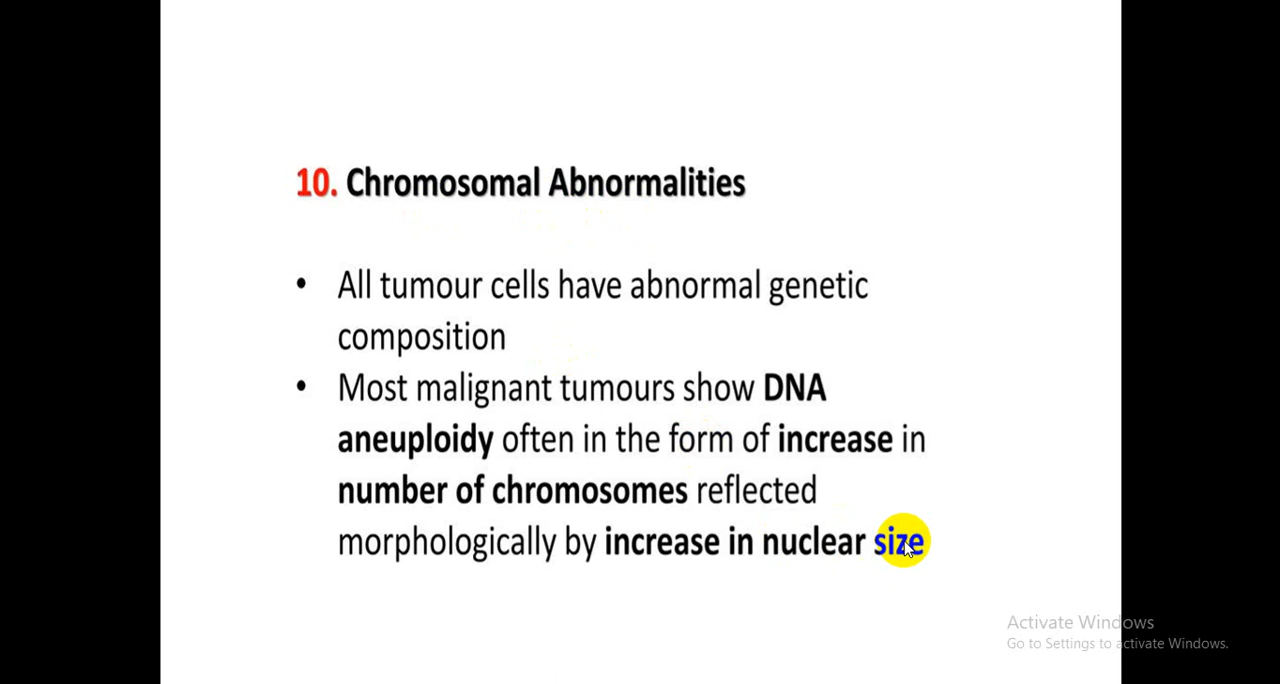 10. Chromosomal Abnormalities
• All tumour cells have abnormal genetic
composition
• Most malignant tumours show DNA
aneuploidy often in the form of increase in
number of chromosomes reflected
morphologically by increase in nuclear size
Activate Windows
Go to Settings to activate Windows.